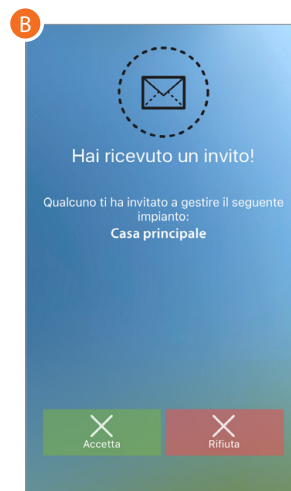 B
Hai ricevuto un invito!
Qualcuno ti ha invitato a gestire il seguente
impianto:
Casa principale
Accetta
Rifiuta